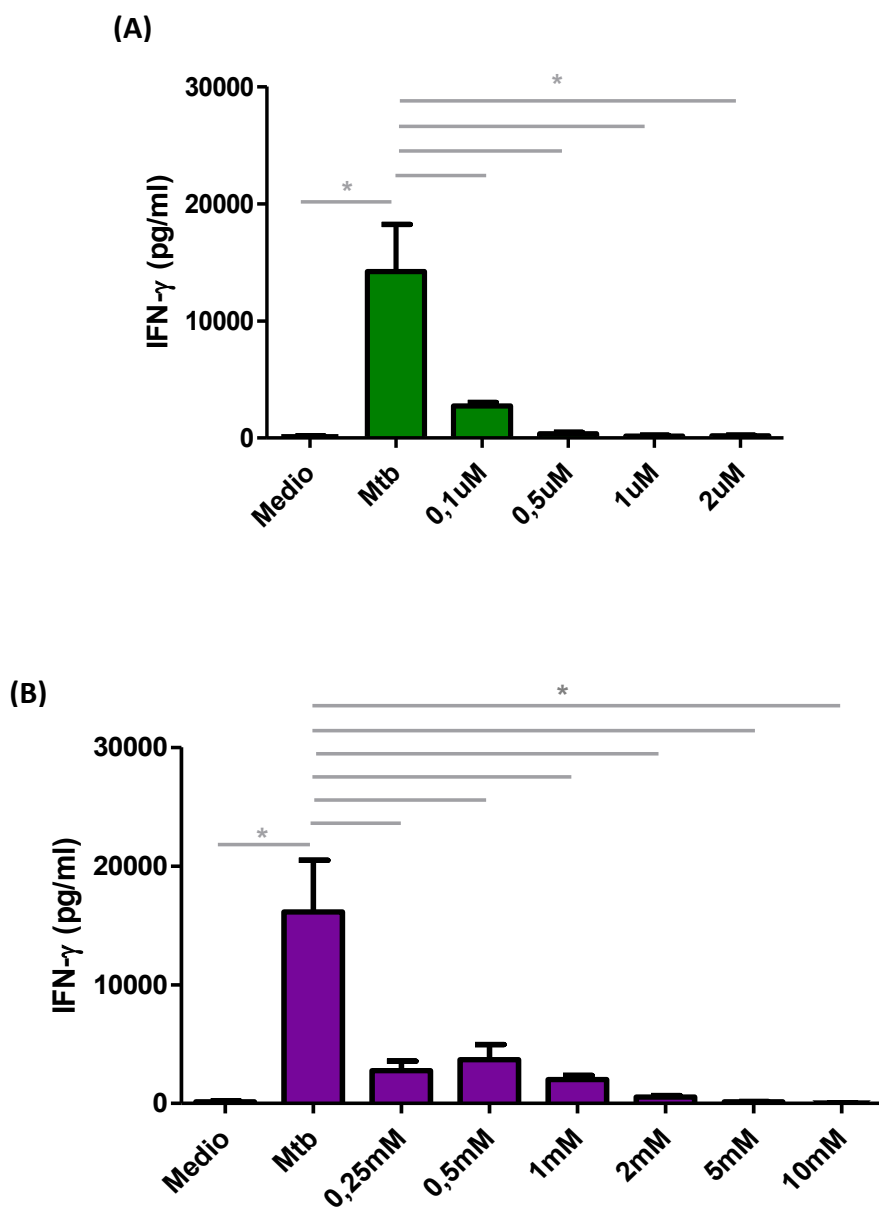 (A)
*
30000
*
20000
IFN-γ (pg/ml)
10000
0
Medio
Mtb
0,1uM
0,5uM
1uM
2uM
(B)
*
30000
*
20000
IFN-γ (pg/ml)
10000
0
Medio
Mtb
0,25mM
0,5mM
1mM
2mM
5mM
10mM